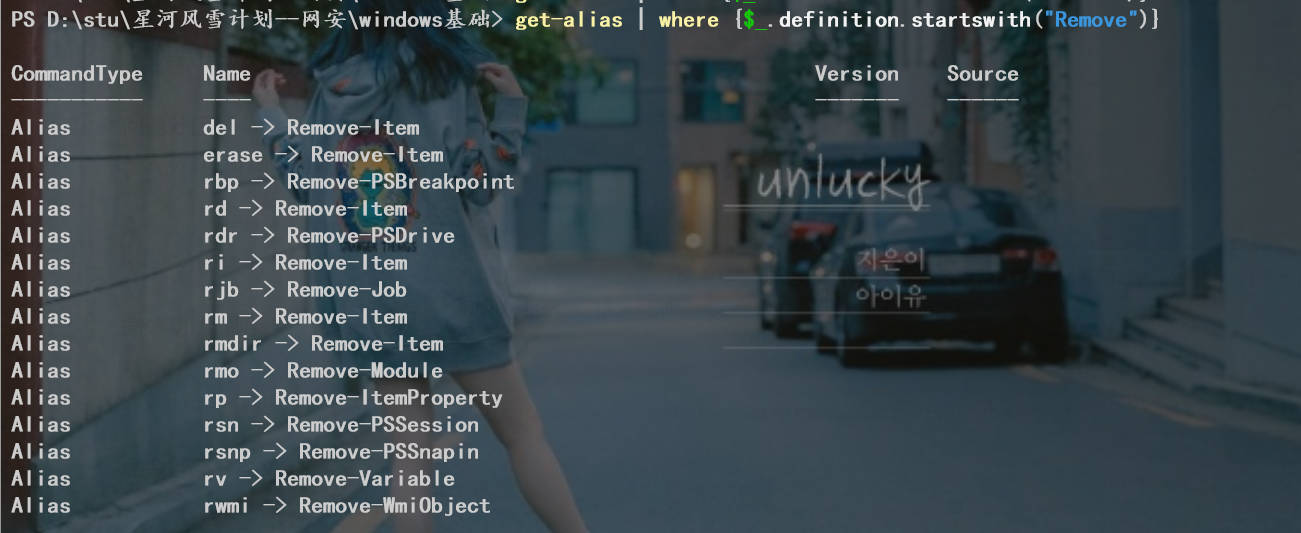 PS D:\stu\星河风雪计划--网安\windows基础> get-alias | where {$_.definition.startswith("Remove")}
CommandType Name Version Source
----------- ---- ------- ------
Alias del -> Remove-Item
Alias erase -> Remove-Item
Alias rbp -> Remove-PSBreakpoint
Alias rd -> Remove-Item
Alias rdr -> Remove-PSDrive
Alias ri -> Remove-Item
Alias rjb -> Remove-Job
Alias rm -> Remove-Item
Alias rmdir -> Remove-Item
Alias rmo -> Remove-Module
Alias rp -> Remove-ItemProperty
Alias rsn -> Remove-PSSession
Alias rsnp -> Remove-PSSnapin
Alias rv -> Remove-Variable
Alias rwmi -> Remove-WmiObject
unlucky
지은이
아이유